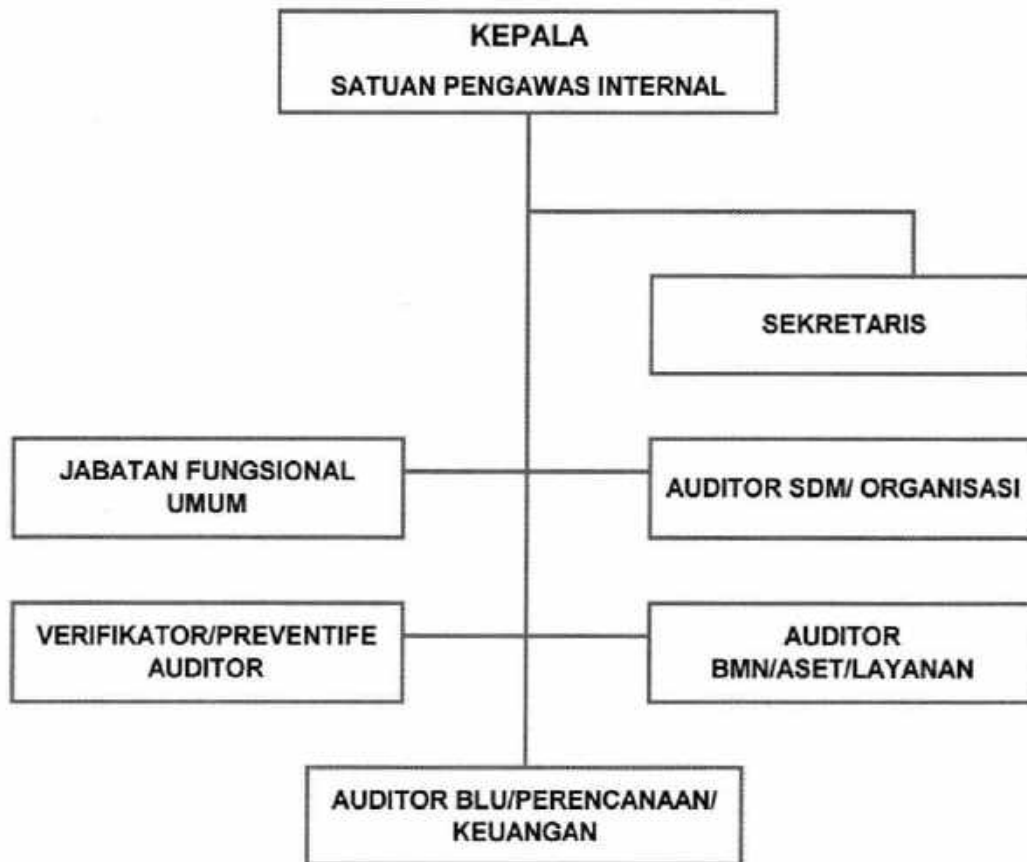 KEPALA
SATUAN PENGAWAS INTERNAL
SEKRETARIS
JABATAN FUNGSIONAL
UMUM
AUDITOR SDM/ ORGANISASI
VERIFIKATOR/PREVENTIFE
AUDITOR
AUDITOR
BMN/ASET/LAYANAN
AUDITOR BLU/PERENCANAAN/
KEUANGAN